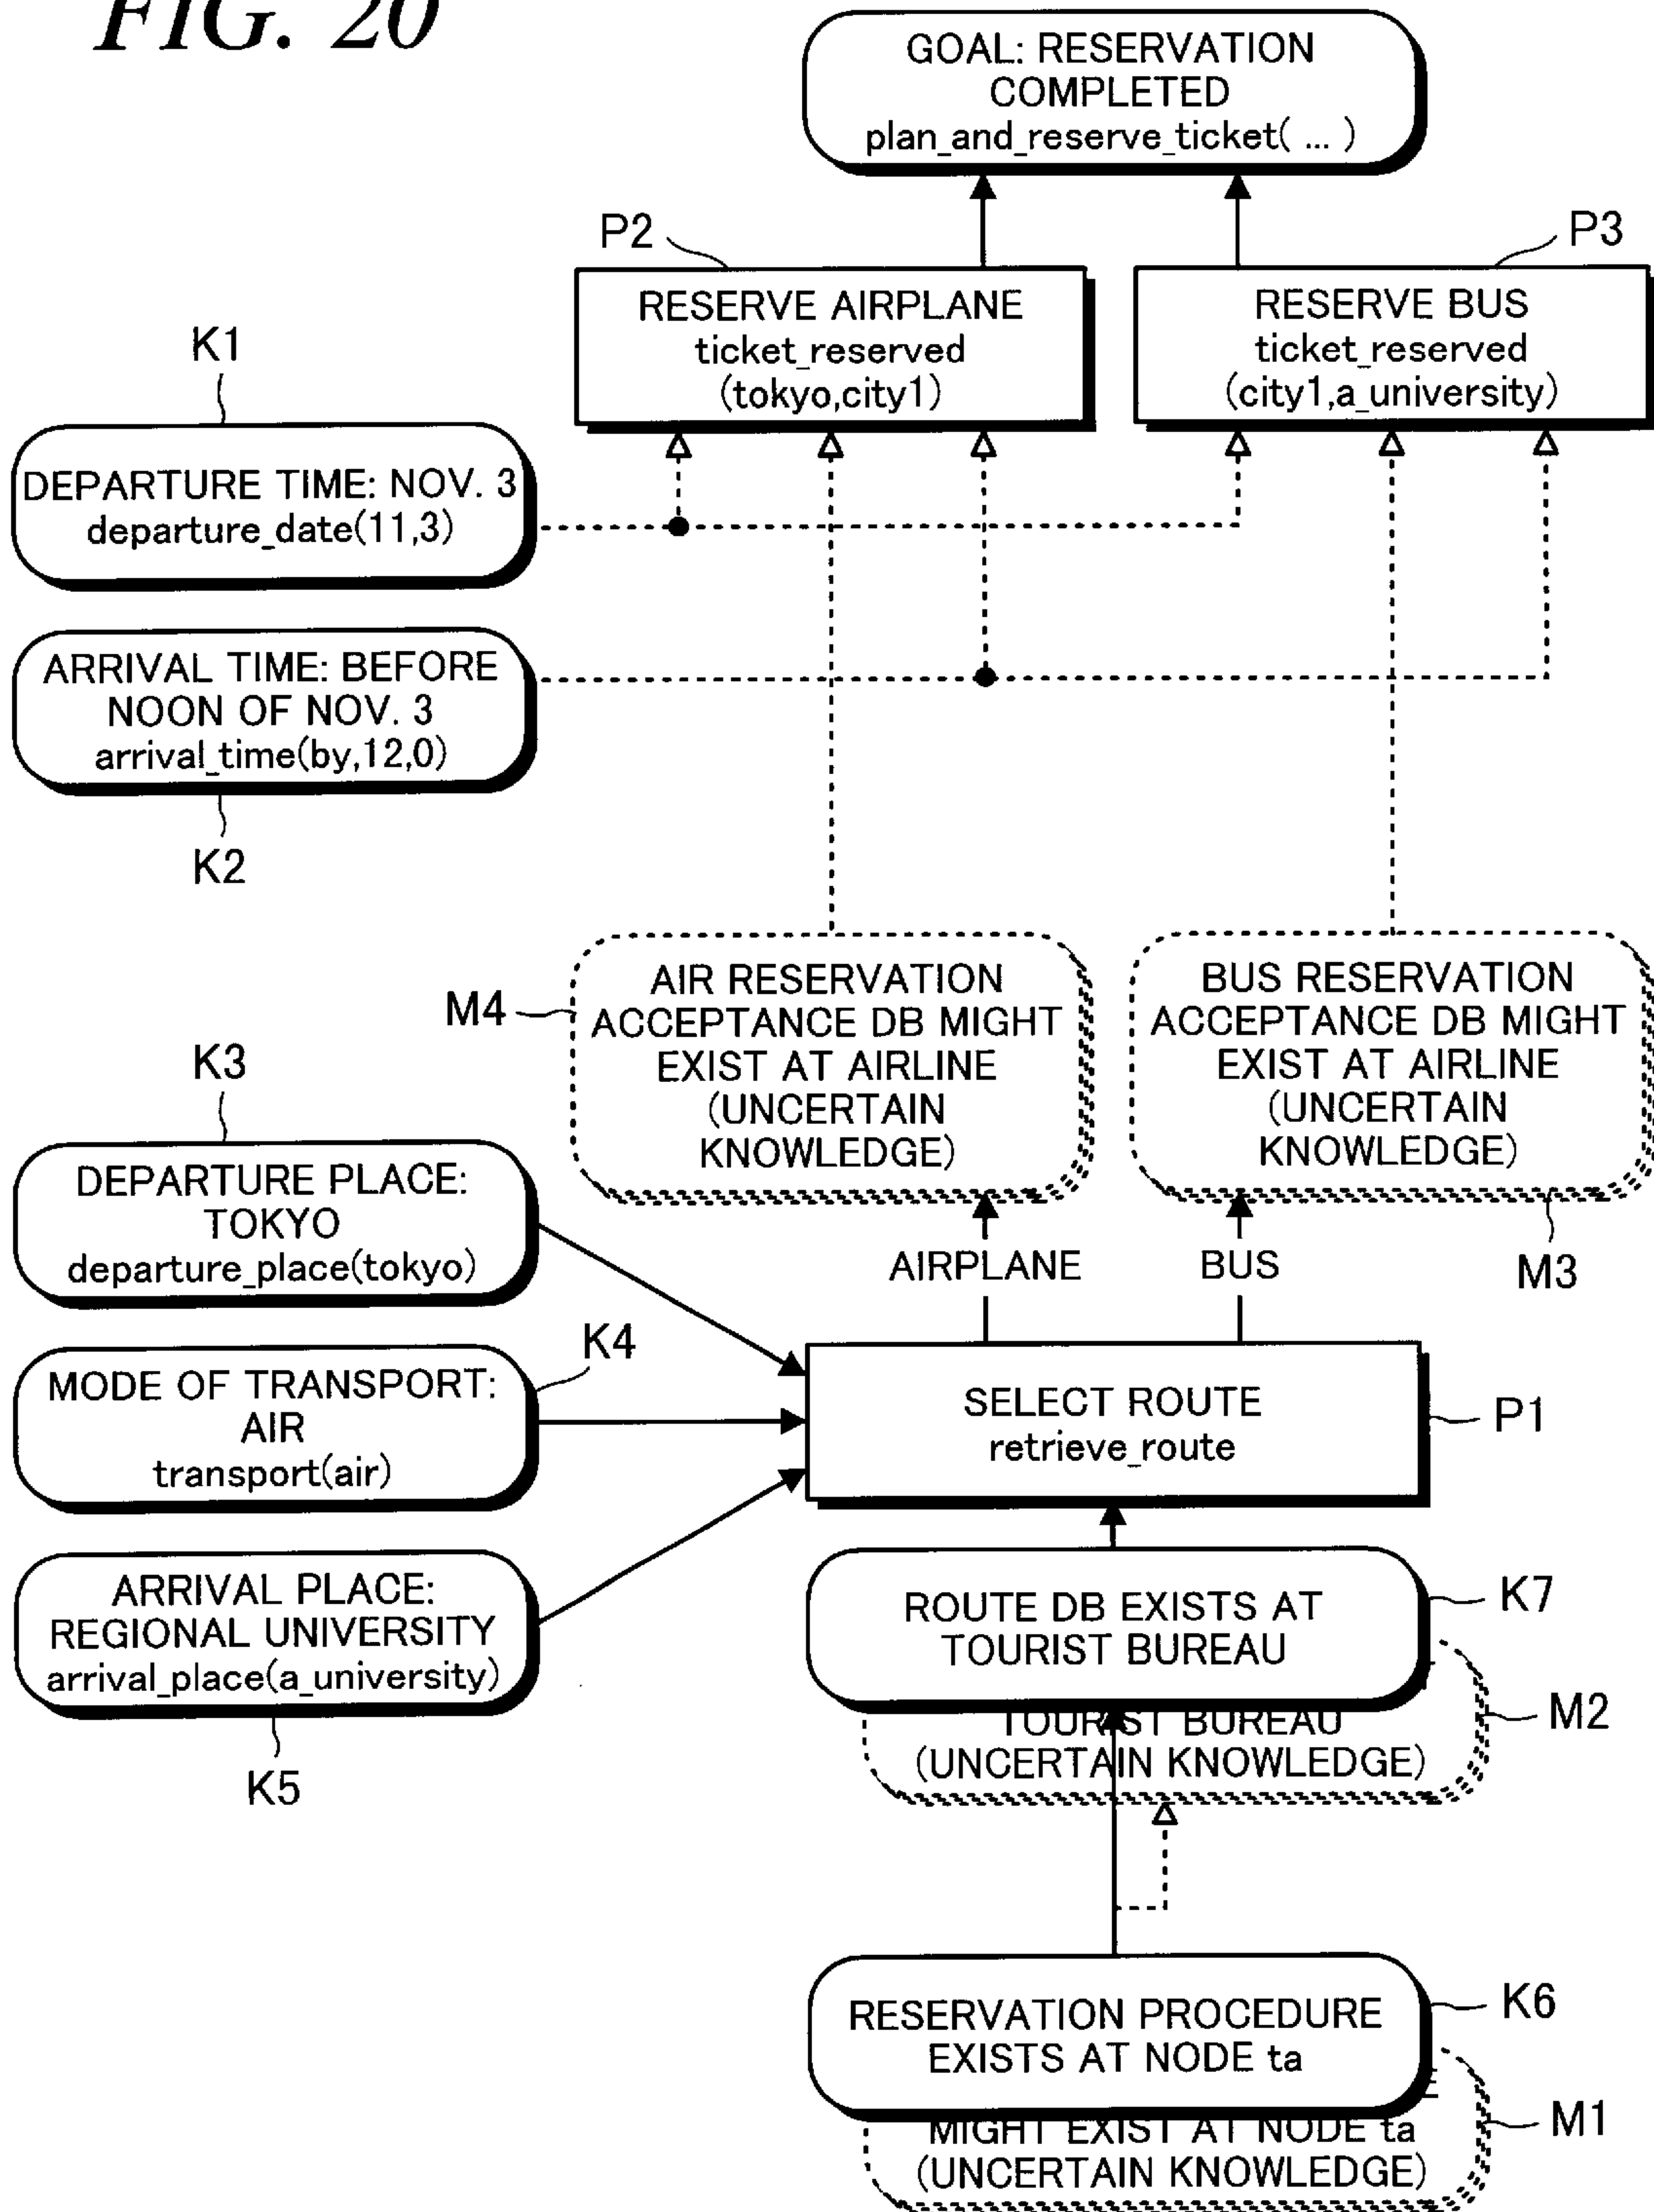 FIG. 20
GOAL: RESERVATION
COMPLETED
plan_and_reserve_ticket( ... )
P2
P3
RESERVE AIRPLANE
ticket_reserved
(tokyo,city1)
RESERVE BUS
ticket_reserved
(city1,a_university)
K1
DEPARTURE TIME: NOV. 3
departure_date(11,3)
ARRIVAL TIME: BEFORE
NOON OF NOV. 3
arrival_time(by,12,0)
K2
M4
AIR RESERVATION
ACCEPTANCE DB MIGHT
EXIST AT AIRLINE
(UNCERTAIN
KNOWLEDGE)
BUS RESERVATION
ACCEPTANCE DB MIGHT
EXIST AT AIRLINE
(UNCERTAIN
KNOWLEDGE)
M3
K3
DEPARTURE PLACE:
TOKYO
departure_place(tokyo)
AIRPLANE
BUS
K4
MODE OF TRANSPORT:
AIR
transport(air)
SELECT ROUTE
retrieve_route
P1
ARRIVAL PLACE:
REGIONAL UNIVERSITY
arrival_place(a_university)
K5
ROUTE DB EXISTS AT
TOURIST BUREAU
K7
TOURIST BUREAU
(UNCERTAIN KNOWLEDGE)
M2
RESERVATION PROCEDURE
EXISTS AT NODE ta
K6
MIGHT EXIST AT NODE ta
(UNCERTAIN KNOWLEDGE)
M1